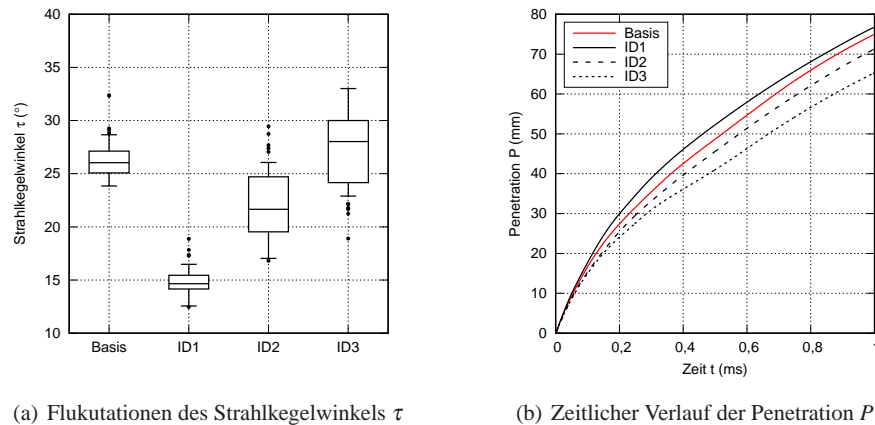 40
35
30
25
20
15
10
Strahlkegelwinkel τ (°)
Basis ID1 ID2 ID3
(a) Flukutationen des Strahlkegelwinkels τ
80
70
60
50
40
30
20
10
0
Penetration P (mm)
Basis
ID1
ID2
ID3
0 0,2 0,4 0,6 0,8 1
Zeit t (ms)
(b) Zeitlicher Verlauf der Penetration P